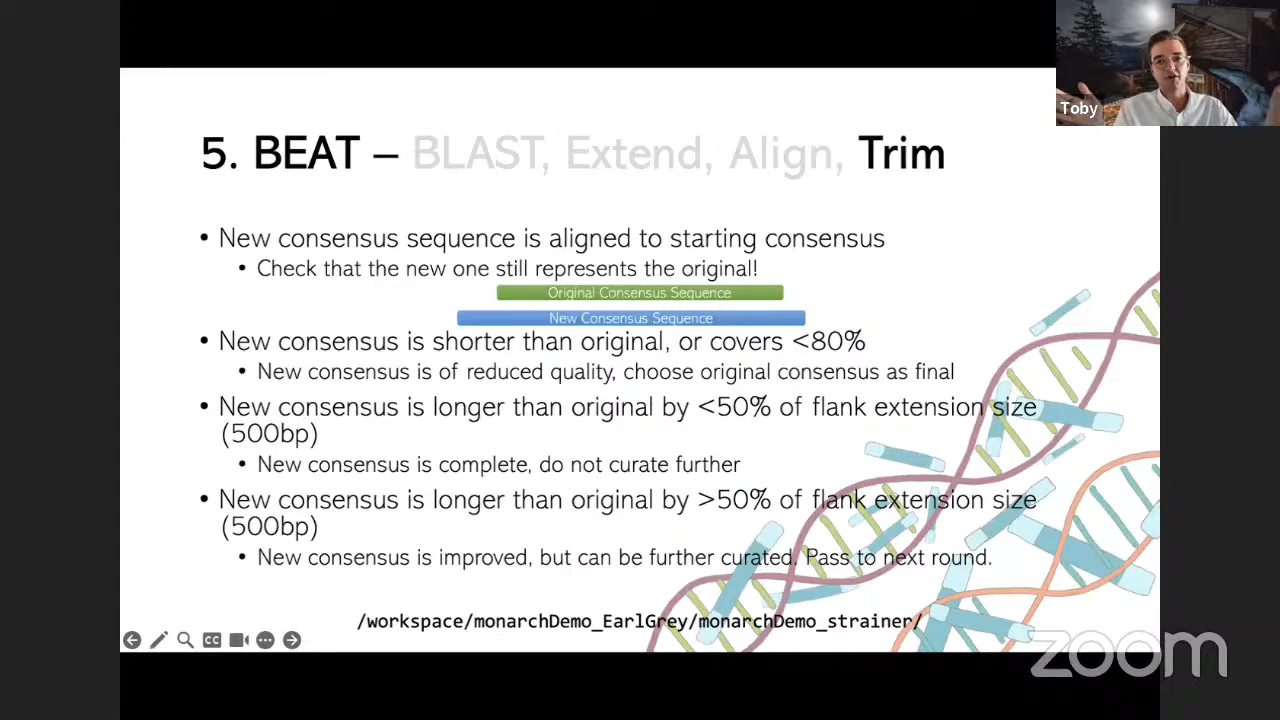 Toby
5. BEAT – BLAST, Extend, Align, Trim
• New consensus sequence is aligned to starting consensus
• Check that the new one still represents the original!
Original Consensus Sequence
New Consensus Sequence
• New consensus is shorter than original, or covers <80%
• New consensus is of reduced quality, choose original consensus as final
• New consensus is longer than original by <50% of flank extension size
(500bp)
• New consensus is complete, do not curate further
• New consensus is longer than original by >50% of flank extension size
(500bp)
• New consensus is improved, but can be further curated. Pass to next round.
/workspace/monarchDemo_EarlGrey/monarchDemo_strainer/
CC
zoom